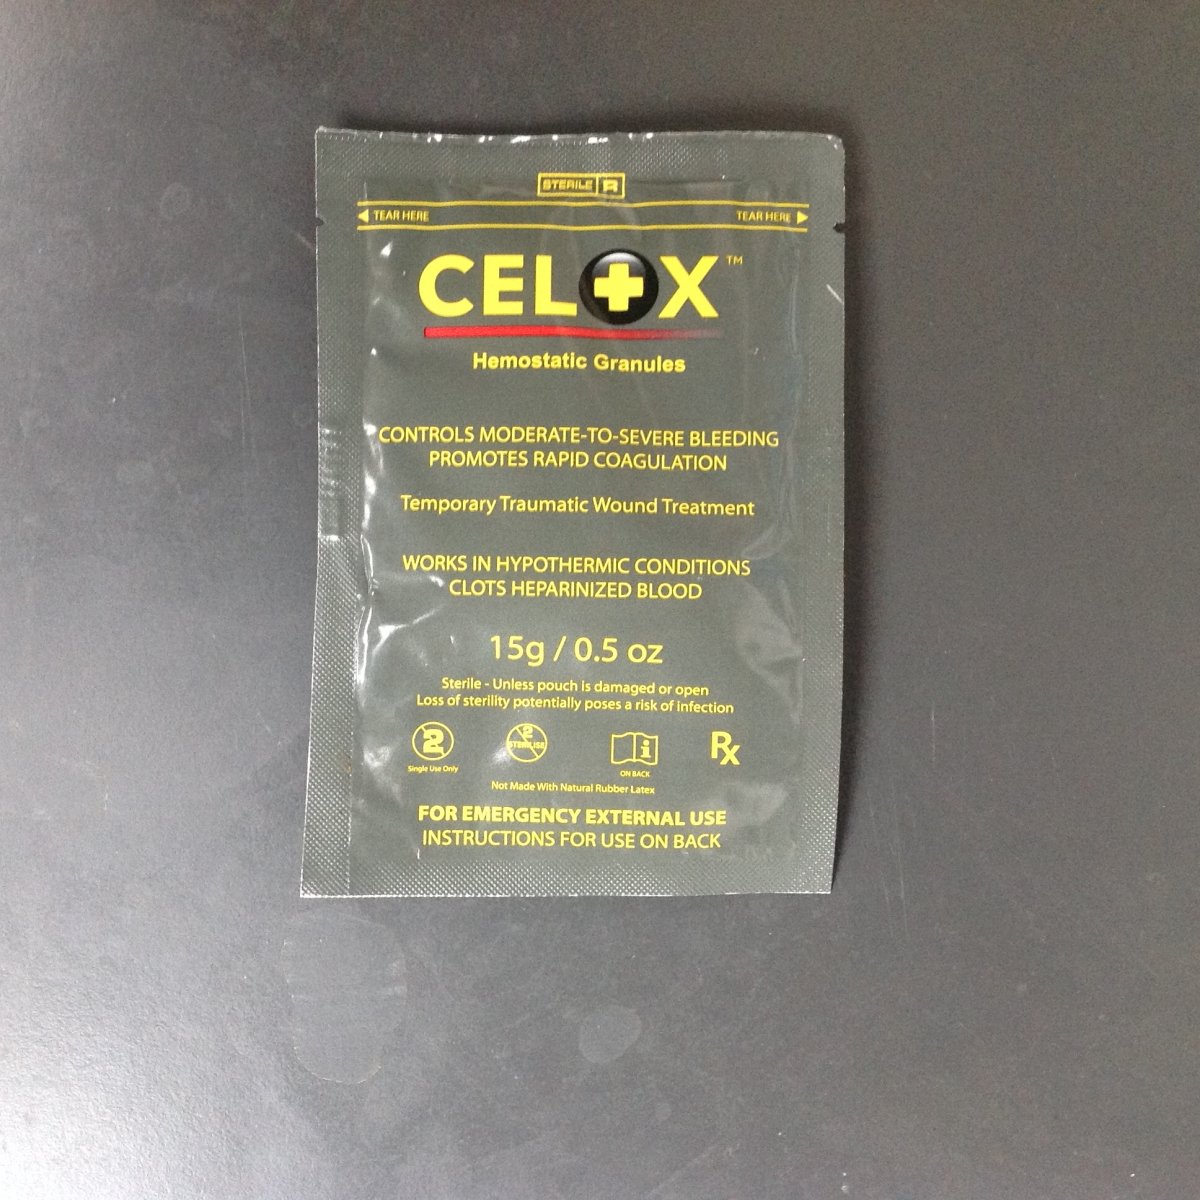 STERILE R
TEAR HERE TEAR HERE
CELOX™
Hemostatic Granules
CONTROLS MODERATE-TO-SEVERE BLEEDING
PROMOTES RAPID COAGULATION
Temporary Traumatic Wound Treatment
WORKS IN HYPOTHERMIC CONDITIONS
CLOTS HEPARINIZED BLOOD
15g / 0.5 oz
Sterile - Unless pouch is damaged or open
Loss of sterility potentially poses a risk of infection
2 2 i Rx
STERILISE
Single Use Only ON BACK
Not Made With Natural Rubber Latex
FOR EMERGENCY EXTERNAL USE
INSTRUCTIONS FOR USE ON BACK